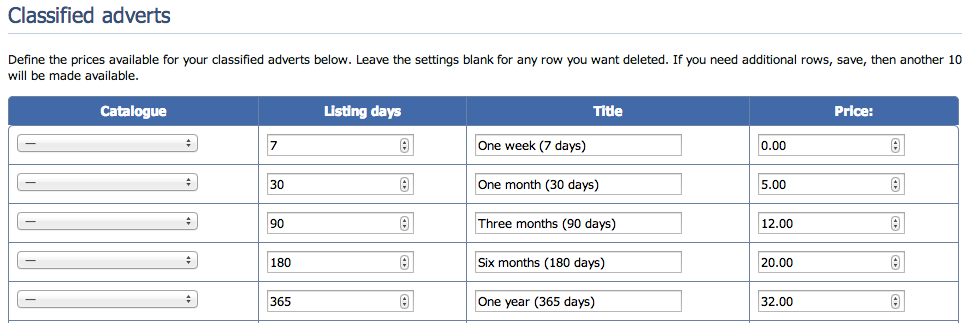 Classified adverts
Define the prices available for your classified adverts below. Leave the settings blank for any row you want deleted. If you need additional rows, save, then another 10
will be made available.
Catalogue Listing days Title Price:
— 7 One week (7 days) 0.00
— 30 One month (30 days) 5.00
— 90 Three months (90 days) 12.00
— 180 Six months (180 days) 20.00
— 365 One year (365 days) 32.00